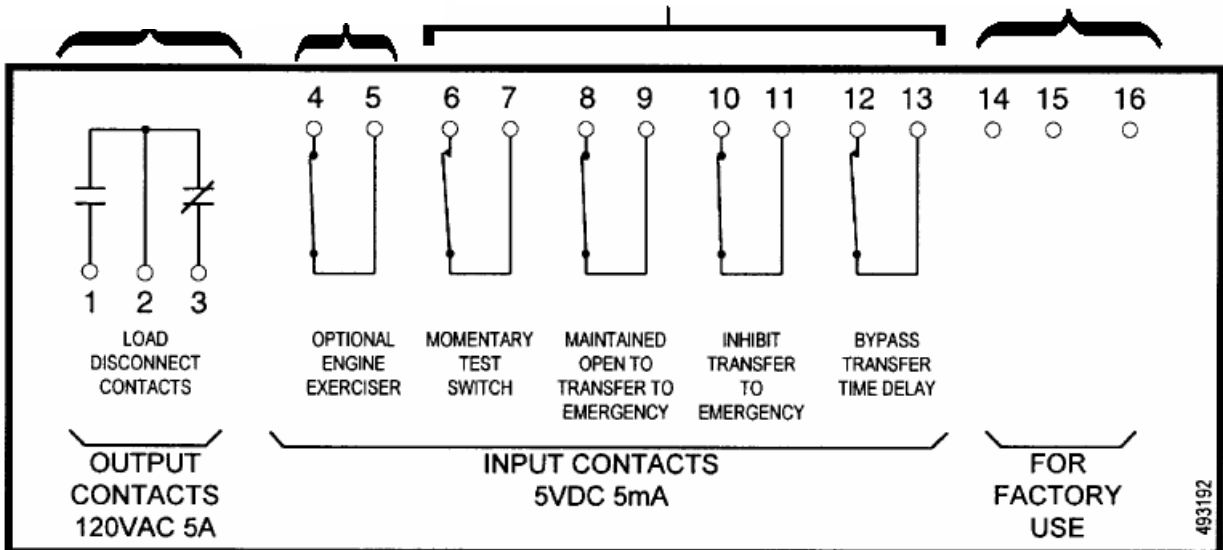 4 5 6 7 8 9 10 11 12 13 14 15 16
1 2 3
LOAD
DISCONNECT
CONTACTS
OPTIONAL
ENGINE
EXERCISER
MOMENTARY
TEST
SWITCH
MAINTAINED
OPEN TO
TRANSFER TO
EMERGENCY
INHIBIT
TRANSFER
TO
EMERGENCY
BYPASS
TRANSFER
TIME DELAY
OUTPUT
CONTACTS
120VAC 5A
INPUT CONTACTS
5VDC 5mA
FOR
FACTORY
USE
493192